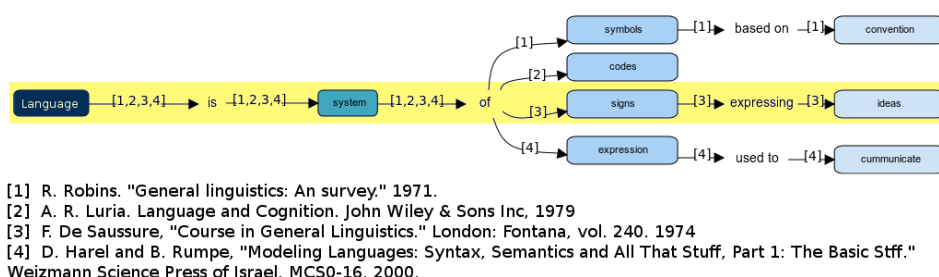 symbols [1] based on [1] convention
[1]
[2] codes
Language [1,2,3,4] is [1,2,3,4] system [1,2,3,4] of [3] signs [3] expressing [3] ideas
[4] expression [4] used to [4] cummunicate
[1] R. Robins. "General linguistics: An survey." 1971.
[2] A. R. Luria. Language and Cognition. John Wiley & Sons Inc, 1979
[3] F. De Saussure, "Course in General Linguistics." London: Fontana, vol. 240. 1974
[4] D. Harel and B. Rumpe, "Modeling Languages: Syntax, Semantics and All That Stuff, Part 1: The Basic Stff."
Weizmann Science Press of Israel. MCS0-16. 2000.